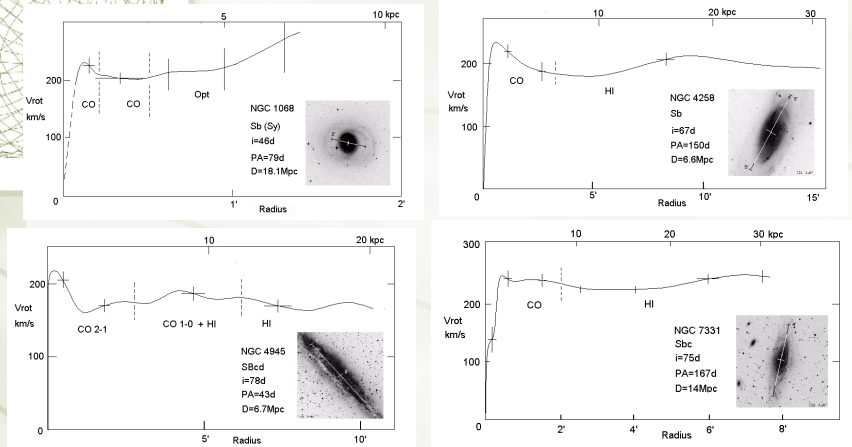 5
10 kpc
200
Vrot
km/s
100
0
CO
CO
Opt
NGC 1068
Sb (Sy)
i=46d
PA=79d
D=18.1Mpc
1'
2'
Radius
10
20 kpc
30
200
Vrot
km/s
100
0
CO
HI
NGC 4258
Sb
i=67d
PA=150d
D=6.6Mpc
5'
5'
5'
10'
15'
Radius
10
20 kpc
200
Vrot
km/s
100
0
CO 2-1
CO 1-0 + HI
HI
NGC 4945
SBcd
i=78d
PA=43d
D=6.7Mpc
5'
10'
Radius
10
20
30 kpc
300
200
Vrot
km/s
100
0
CO
HI
NGC 7331
Sbc
i=75d
PA=167d
D=14Mpc
2'
4'
6'
8'
Radius